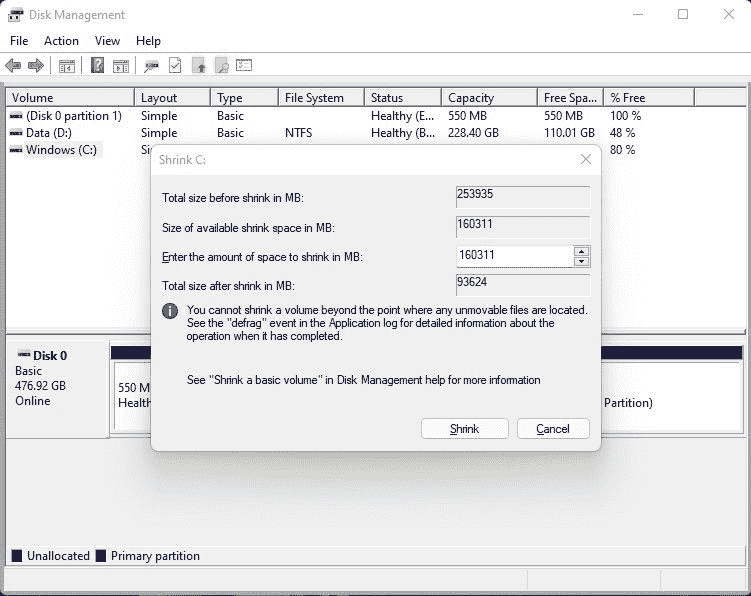 Disk Management
File Action View Help
Volume Layout Type File System Status Capacity Free Spa... % Free
(Disk 0 partition 1) Simple Basic Healthy (E... 550 MB 550 MB 100 %
Data (D:) Simple Basic NTFS Healthy (B... 228.40 GB 110.01 GB 48 %
Windows (C:) Si 80 %
Shrink C:
Total size before shrink in MB: 253935
Size of available shrink space in MB: 160311
Enter the amount of space to shrink in MB: 160311
Total size after shrink in MB: 93624
You cannot shrink a volume beyond the point where any unmovable files are located.
See the "defrag" event in the Application log for detailed information about the
operation when it has completed.
See "Shrink a basic volume" in Disk Management help for more information
Shrink Cancel
Disk 0
Basic
476.92 GB
Online
550 M
Health
Partition)
Unallocated Primary partition